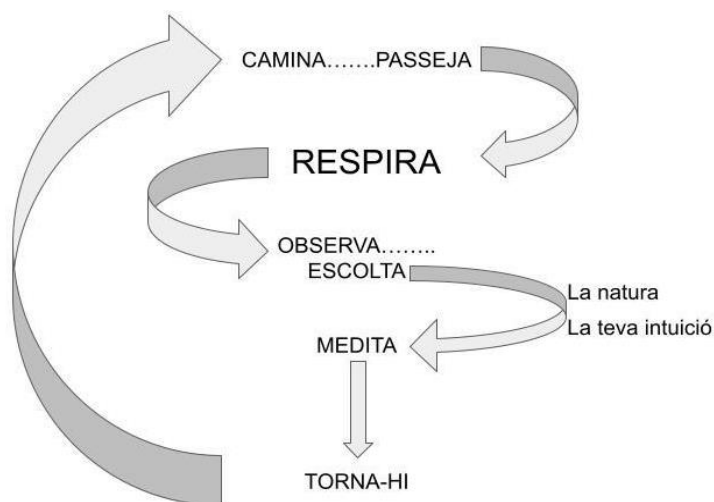 CAMINA.......PASSEJA
RESPIRA
OBSERVA........
ESCOLTA
La natura
La teva intuició
MEDITA
TORNA-HI